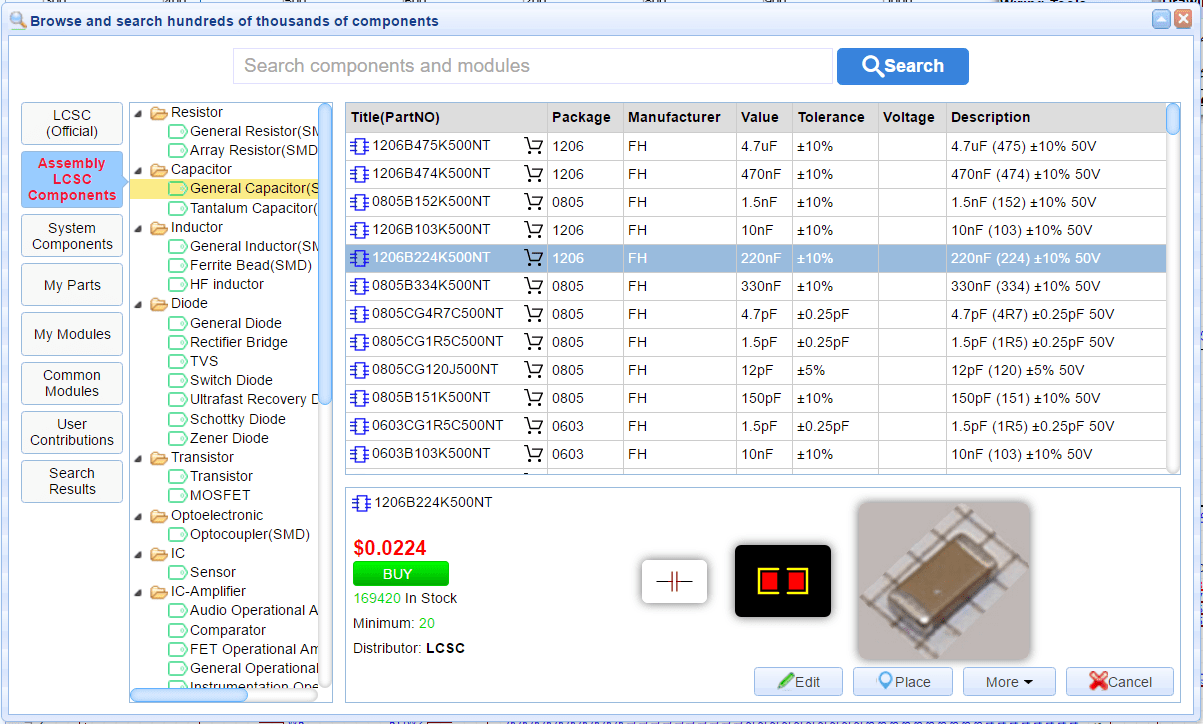 Browse and search hundreds of thousands of components
Search components and modules
Search
LCSC
(Official)
Assembly
LCSC
Components
System
Components
My Parts
My Modules
Common
Modules
User
Contributions
Search
Results
Resistor
General Resistor(SM
Array Resistor(SMD
Capacitor
General Capacitor(S
Tantalum Capacitor(
Inductor
General Inductor(SM
Ferrite Bead(SMD)
HF inductor
Diode
General Diode
Rectifier Bridge
TVS
Switch Diode
Ultrafast Recovery D
Schottky Diode
Zener Diode
Transistor
Transistor
MOSFET
Optoelectronic
Optocoupler(SMD)
IC
Sensor
IC-Amplifier
Audio Operational A
Comparator
FET Operational Am
General Operational
Instrumentation Ope
Title(PartNO) Package Manufacturer Value Tolerance Voltage Description
1206B475K500NT 1206 FH 4.7uF ±10% 4.7uF (475) ±10% 50V
1206B474K500NT 1206 FH 470nF ±10% 470nF (474) ±10% 50V
0805B152K500NT 0805 FH 1.5nF ±10% 1.5nF (152) ±10% 50V
1206B103K500NT 1206 FH 10nF ±10% 10nF (103) ±10% 50V
1206B224K500NT 1206 FH 220nF ±10% 220nF (224) ±10% 50V
0805B334K500NT 0805 FH 330nF ±10% 330nF (334) ±10% 50V
0805CG4R7C500NT 0805 FH 4.7pF ±0.25pF 4.7pF (4R7) ±0.25pF 50V
0805CG1R5C500NT 0805 FH 1.5pF ±0.25pF 1.5pF (1R5) ±0.25pF 50V
0805CG120J500NT 0805 FH 12pF ±5% 12pF (120) ±5% 50V
0805B151K500NT 0805 FH 150pF ±10% 150pF (151) ±10% 50V
0603CG1R5C500NT 0603 FH 1.5pF ±0.25pF 1.5pF (1R5) ±0.25pF 50V
0603B103K500NT 0603 FH 10nF ±10% 10nF (103) ±10% 50V
1206B224K500NT
$0.0224
BUY
169420 In Stock
Minimum: 20
Distributor: LCSC
Edit
Place
More
Cancel